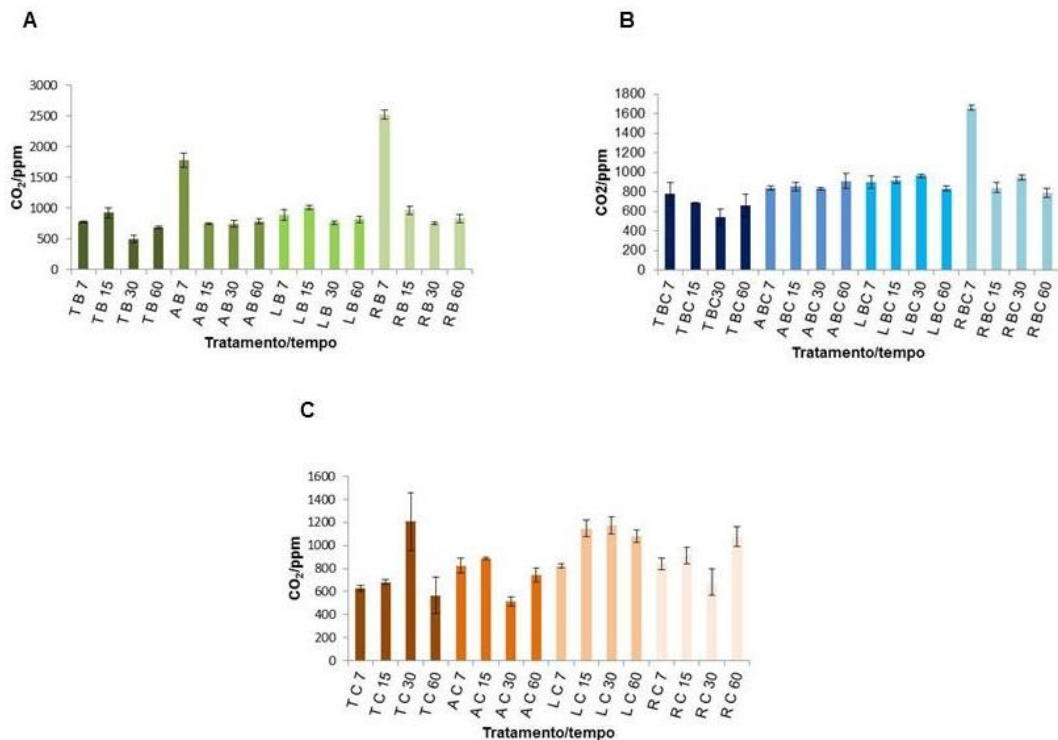 A
CO₂/ppm
3000
2500
2000
1500
1000
500
0
T B 7
T B 15
T B 30
T B 60
A B 7
A B 15
A B 30
A B 60
L B 7
L B 15
L B 30
L B 60
R B 7
R B 15
R B 30
R B 60
Tratamento/tempo
B
CO2/ppm
1800
1600
1400
1200
1000
800
600
400
200
0
T BC 7
T BC 15
T BC30
T BC 60
A BC 7
A BC 15
A BC 30
A BC 60
L BC 7
L BC 15
L BC 30
L BC 60
R BC 7
R BC 15
R BC 30
R BC 60
Tratamento/tempo
C
CO₂/ppm
1600
1400
1200
1000
800
600
400
200
0
T C 7
T C 15
T C 30
T C 60
A C 7
A C 15
A C 30
A C 60
L C 7
L C 15
L C 30
L C 60
R C 7
R C 15
R C 30
R C 60
Tratamento/tempo